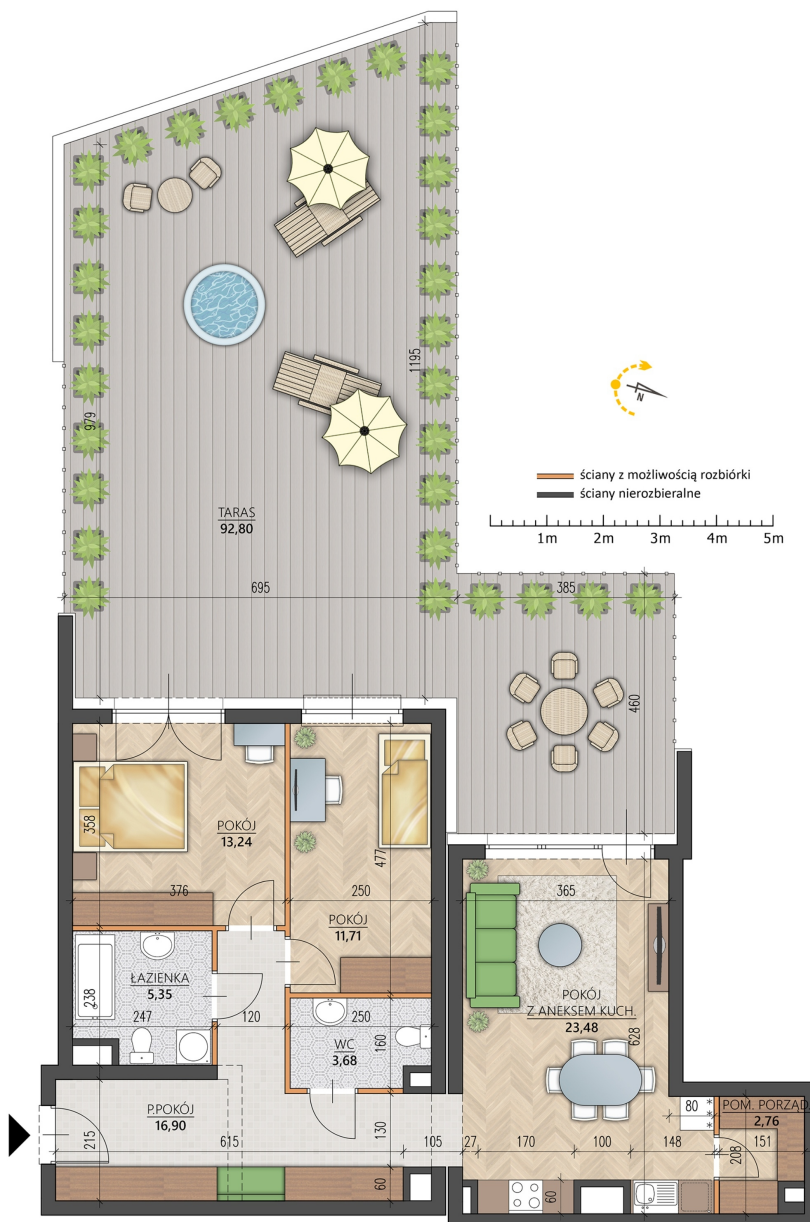 1195
979
N
ściany z możliwością rozbiórki
ściany nierozbieralne
1m 2m 3m 4m 5m
TARAS
92,80
695
385
460
358
POKÓJ
13,24
376
477
250
POKÓJ
11,71
365
ŁAZIENKA
5,35
238
247
120
250
WC
3,68
160
POKÓJ
Z ANEKSEM KUCH.
23,48
628
P.POKÓJ
16,90
215
615
130
105
27
170
100
148
151
80
POM. PORZĄD.
2,76
208
60
60